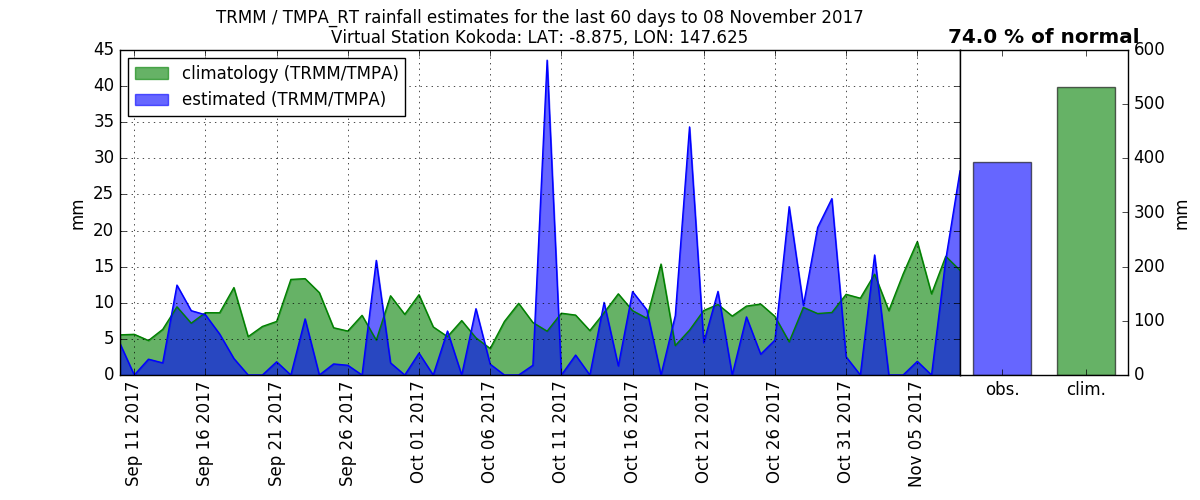 TRMM / TMPA_RT rainfall estimates for the last 60 days to 08 November 2017
Virtual Station Kokoda: LAT: -8.875, LON: 147.625
74.0 % of normal
climatology (TRMM/TMPA)
estimated (TRMM/TMPA)
45
40
35
30
25
20
15
10
5
0
mm
Sep 11 2017
Sep 16 2017
Sep 21 2017
Sep 26 2017
Oct 01 2017
Oct 06 2017
Oct 11 2017
Oct 16 2017
Oct 21 2017
Oct 26 2017
Oct 31 2017
Nov 05 2017
obs.
clim.
600
500
400
300
200
100
0
mm